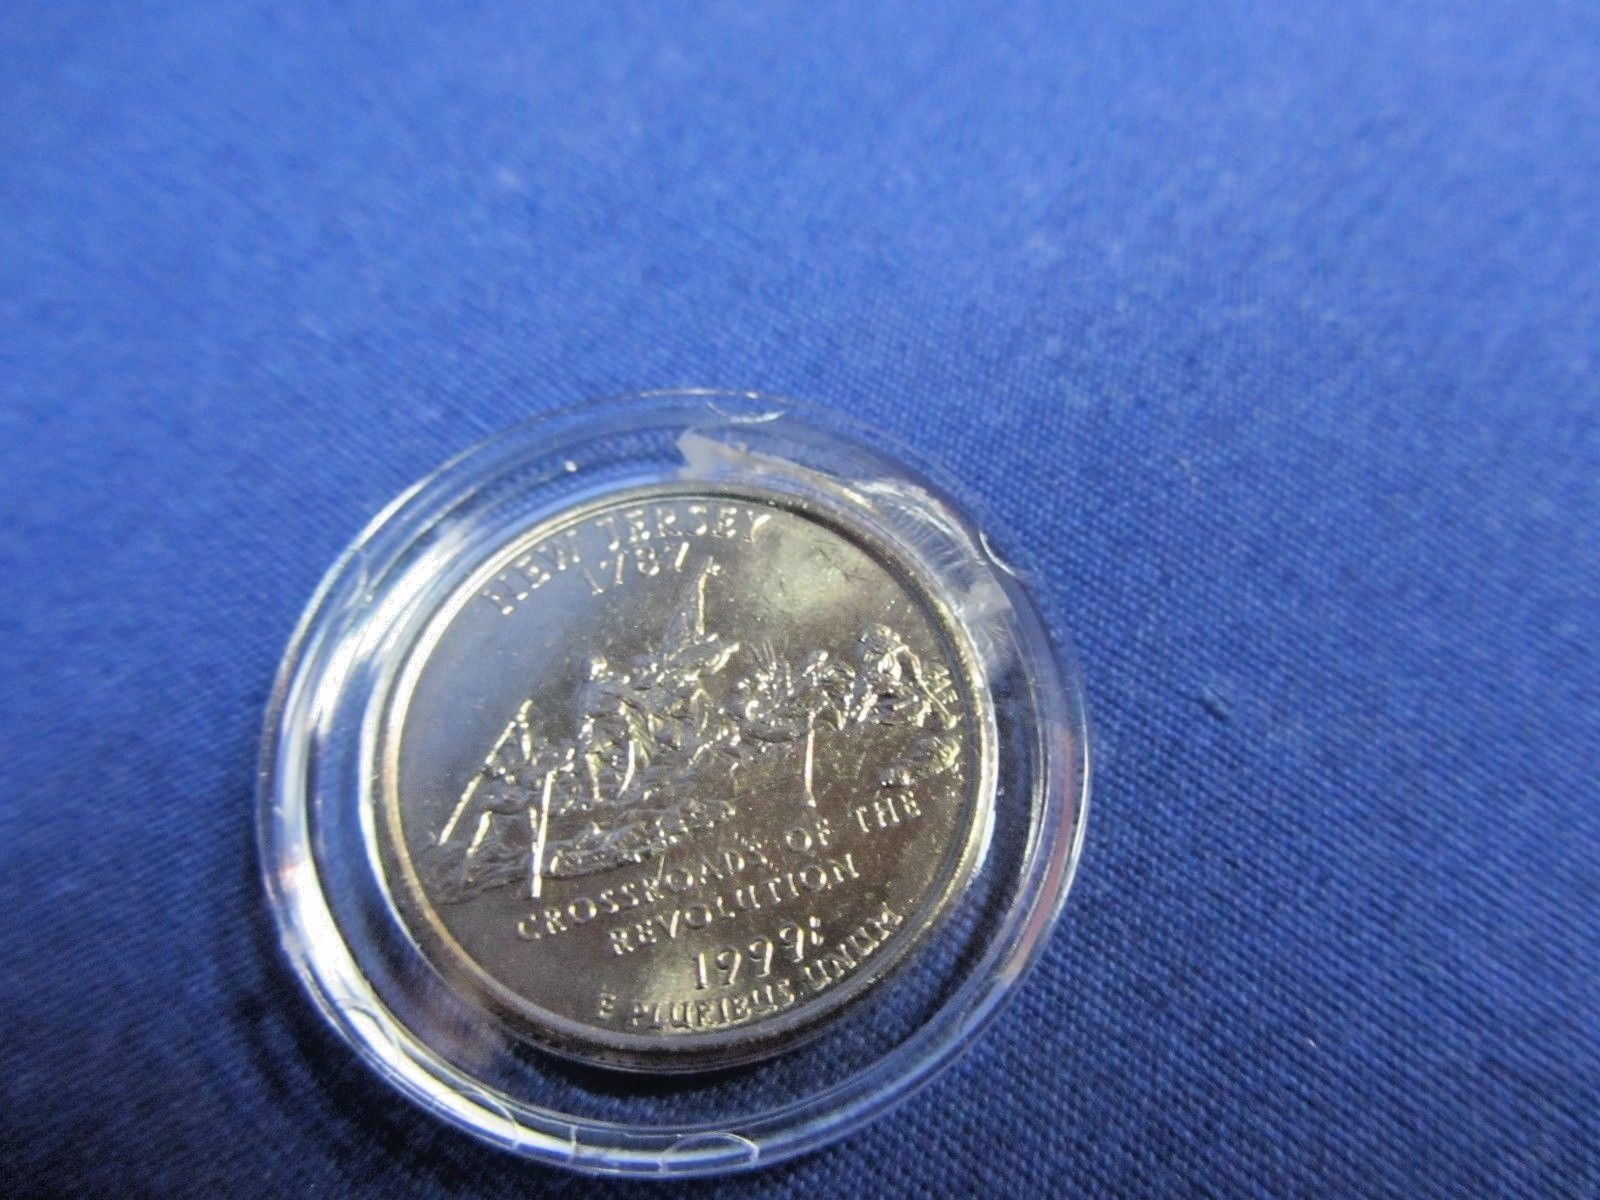 NEW JERSEY
1787
CROSSROADS OF THE
REVOLUTION
1999
E PLURIBUS UNUM